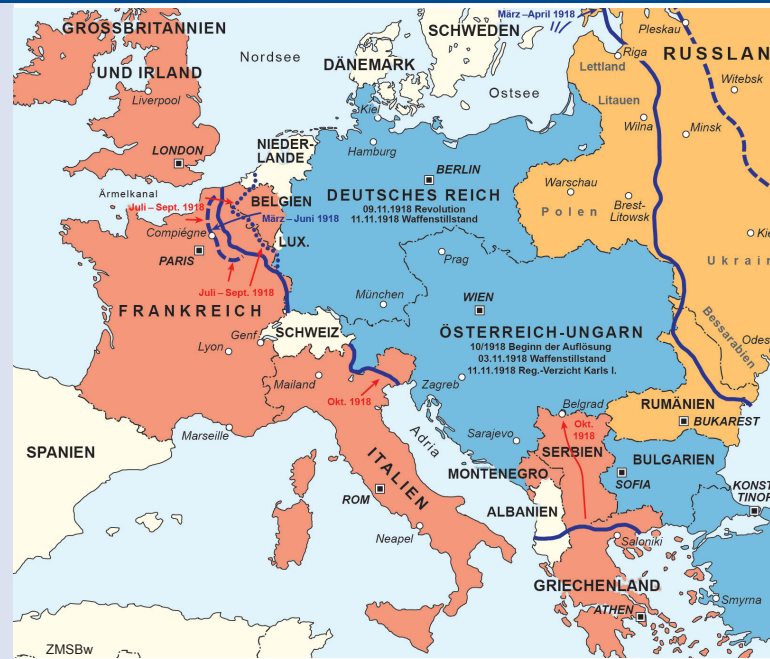 März–April 1918
GROSSBRITANNIEN
UND IRLAND
Liverpool
LONDON
Nordsee
SCHWEDEN
DÄNEMARK
Kiel
Ostsee
Pleskau
Riga
RUSSLAN
Lettland
Witebsk
Litauen
Wilna
Minsk
Hamburg
NIEDER-
LANDE
BERLIN
Ärmelkanal
Juli–Sept. 1918
BELGIEN
März–Juni 1918
DEUTSCHES REICH
09.11.1918 Revolution
11.11.1918 Waffenstillstand
Warschau
Brest-
Litowsk
Polen
Compiégne
LUX.
PARIS
Prag
Kie
Ukrain
Juli–Sept. 1918
FRANKREICH
München
WIEN
SCHWEIZ
ÖSTERREICH-UNGARN
10/1918 Beginn der Auflösung
03.11.1918 Waffenstillstand
11.11.1918 Reg.-Verzicht Karls I.
Bessarabien
Odes
Genf
Lyon
Mailand
Okt. 1918
Zagreb
Belgrad
RUMÄNIEN
BUKAREST
Marseille
Adria
Sarajevo
Okt.
1918
SERBIEN
SPANIEN
ITALIEN
MONTENEGRO
BULGARIEN
SOFIA
KONST
TINOP
ROM
ALBANIEN
Neapel
Saloniki
GRIECHENLAND
ATHEN
Smyrna
ZMSBw